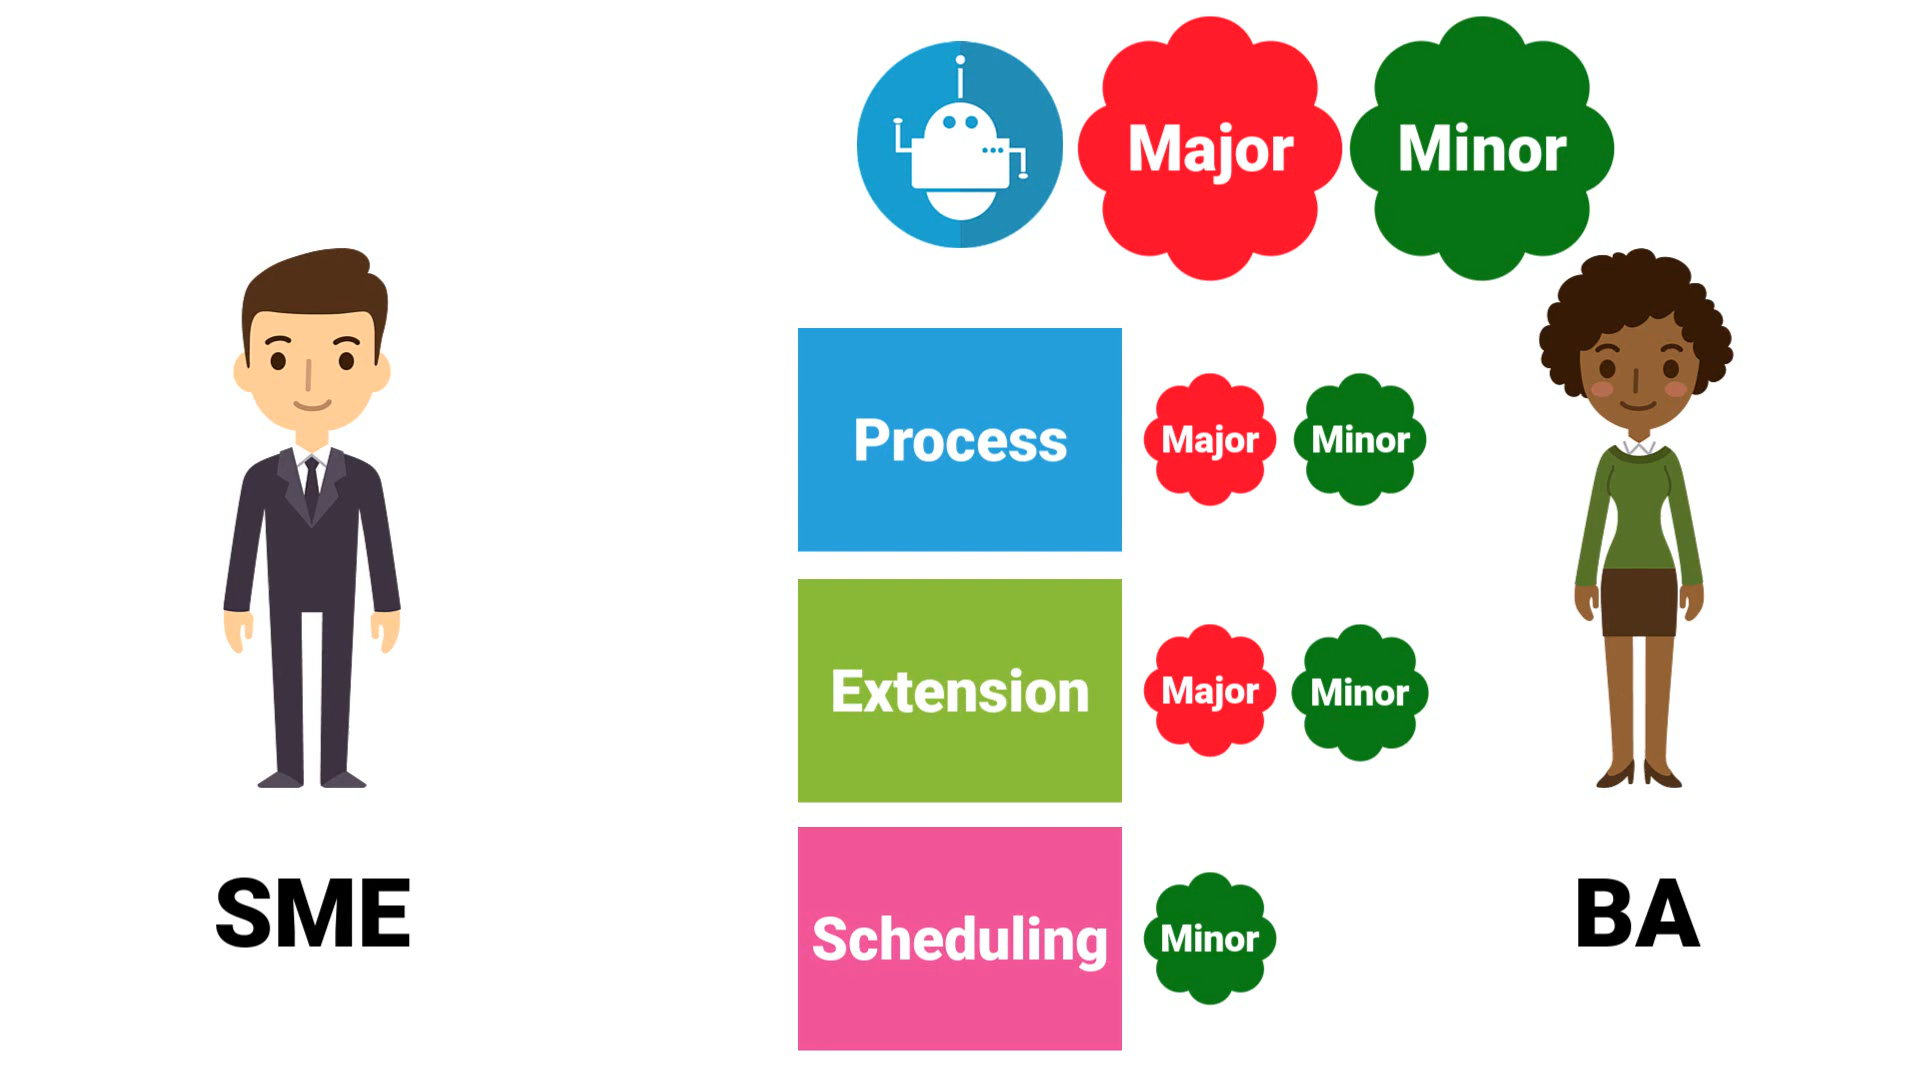 Major Minor
Process Major Minor
Extension Major Minor
Scheduling Minor
SME BA